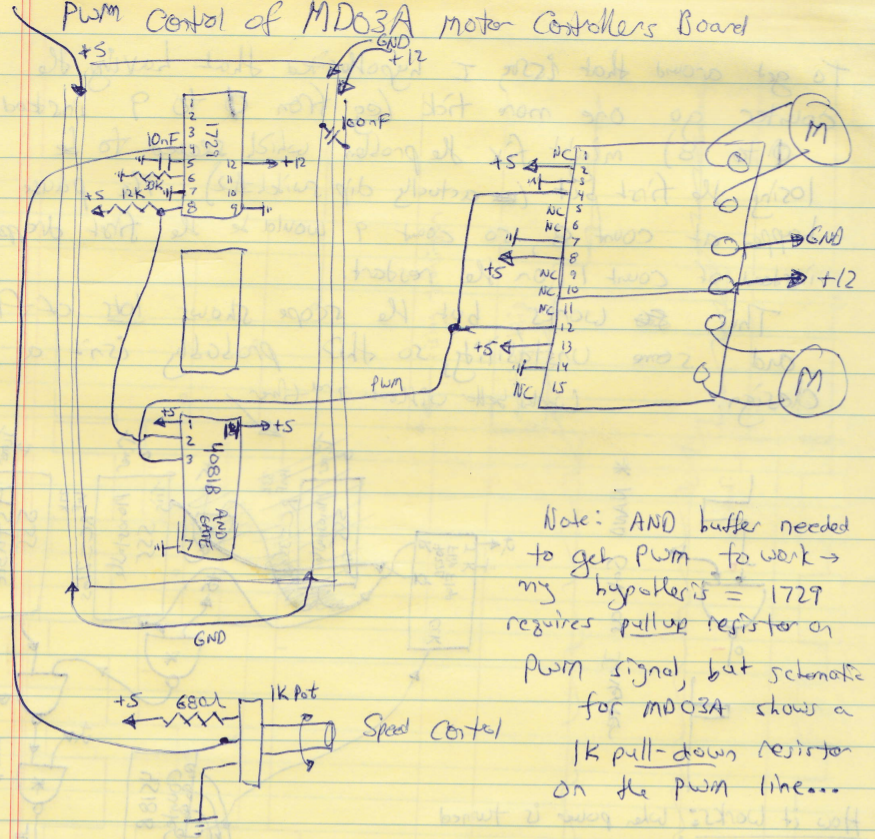 PWM Control of MD03A Motor Controllers Board
+5
GND
+12
100nF
1
2
3
4
5
6
7
8
1729
12
11
10
9
10nF
30K
12K
+5
+12
PWM
+5
1
2
3
7
4081B AND
GATE
+5
GND
+5
680Ω
1K Pot
Speed Contol
NC 1
+5 2
3
4
NC 5
NC 6
7
+5 8
NC 9
NC 10
NC 11
12
+5 13
14
NC 15
M
GND
+12
M
Note: AND buffer needed
to get PWM to work →
my hypothesis = 1729
requires pullup resistor on
PWM signal, but schematic
for MD03A shows a
1K pull-down resistor
on the PWM line...